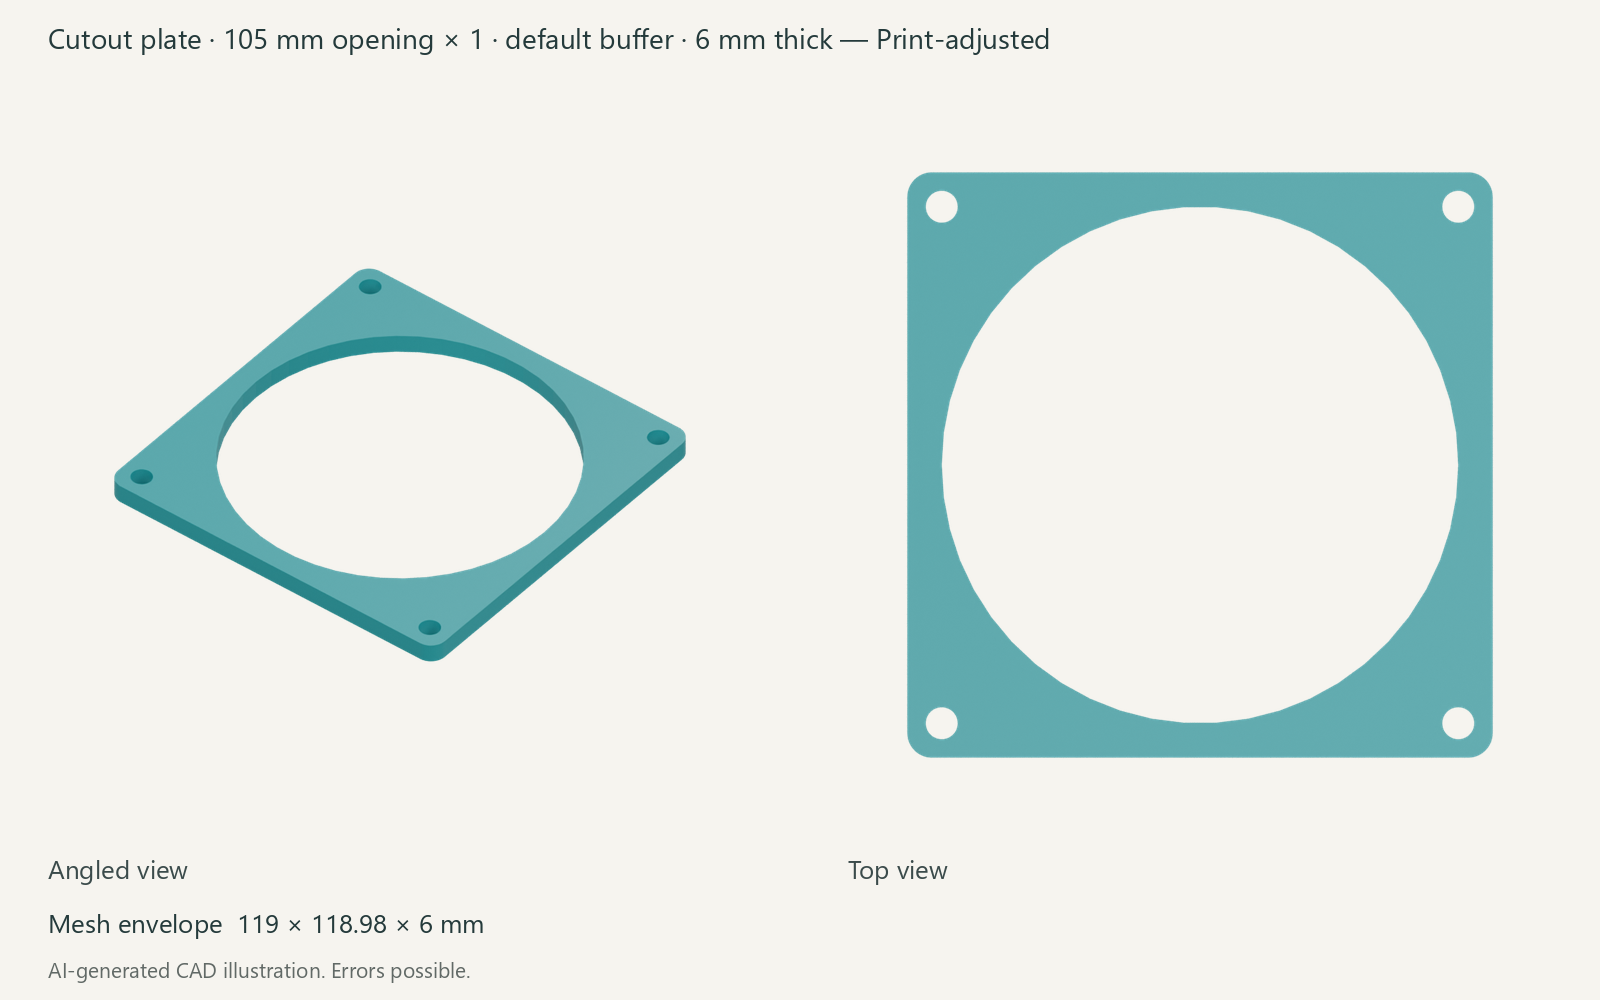 Cutout plate · 105 mm opening × 1 · default buffer · 6 mm thick — Print-adjusted
Angled view
Top view
Mesh envelope 119 × 118.98 × 6 mm
AI-generated CAD illustration. Errors possible.